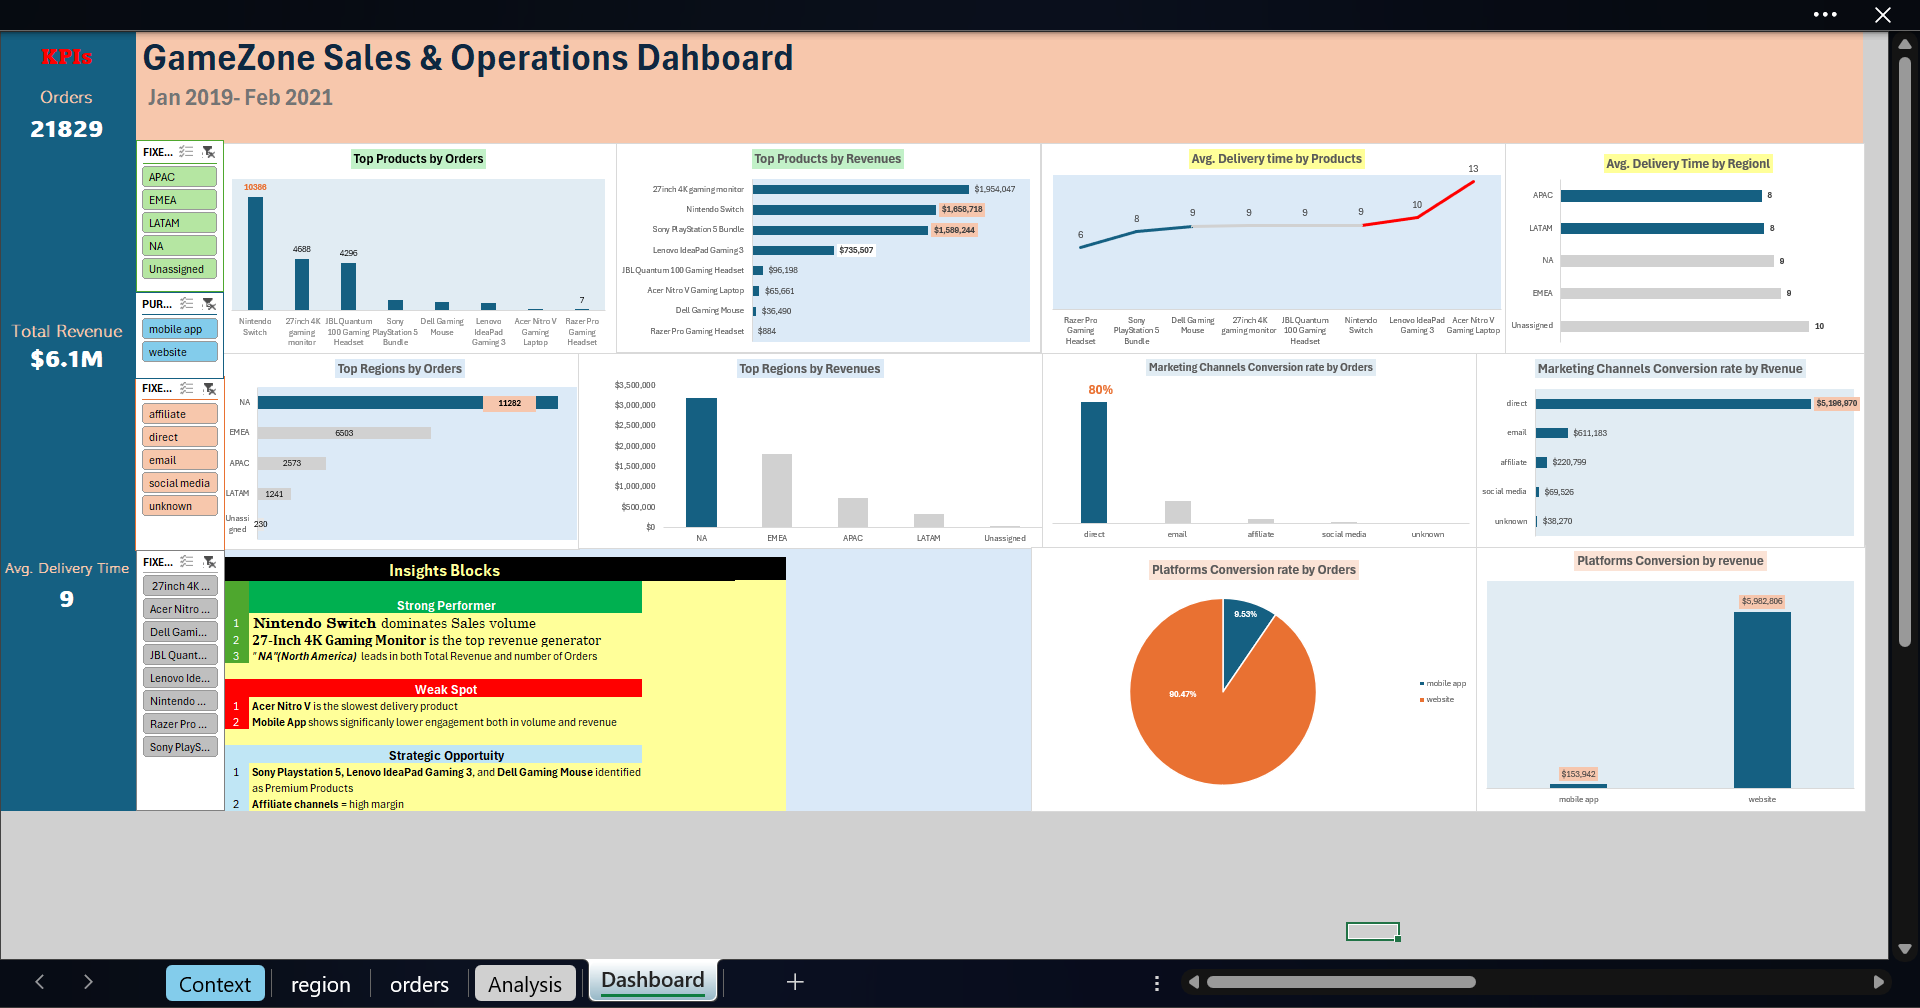 KPIs
Orders
21829
Total Revenue
$6.1M
Avg. Delivery Time
9
GameZone Sales & Operations Dahboard
Jan 2019- Feb 2021
FIXE...
APAC
EMEA
LATAM
NA
Unassigned
PUR...
mobile app
website
FIXE...
affiliate
direct
email
social media
unknown
FIXE...
27inch 4K ...
Acer Nitro ...
Dell Gami...
JBL Quant...
Lenovo Ide...
Nintendo ...
Razer Pro ...
Sony PlayS...
Top Products by Orders
10386
4688
4296
7
Nintendo Switch
27inch 4K gaming monitor
JBL Quantum 100 Gaming Headset
Sony PlayStation 5 Bundle
Dell Gaming Mouse
Lenovo IdeaPad Gaming 3
Acer Nitro V Gaming Laptop
Razer Pro Gaming Headset
Top Products by Revenues
27inch 4K gaming monitor $1,954,047
Nintendo Switch $1,658,718
Sony PlayStation 5 Bundle $1,589,244
Lenovo IdeaPad Gaming 3 $735,507
JBL Quantum 100 Gaming Headset $96,198
Acer Nitro V Gaming Laptop $65,661
Dell Gaming Mouse $36,490
Razer Pro Gaming Headset $884
Avg. Delivery time by Products
6
8
9
9
9
9
10
13
Razer Pro Gaming Headset
Sony PlayStation 5 Bundle
Dell Gaming Mouse
27inch 4K gaming monitor
JBL Quantum 100 Gaming Headset
Nintendo Switch
Lenovo IdeaPad Gaming 3
Acer Nitro V Gaming Laptop
Avg. Delivery Time by Regionl
APAC 8
LATAM 8
NA 9
EMEA 9
Unassigned 10
Top Regions by Orders
NA 11282
EMEA 6503
APAC 2573
LATAM 1241
Unassi gned 230
Top Regions by Revenues
$3,500,000
$3,000,000
$2,500,000
$2,000,000
$1,500,000
$1,000,000
$500,000
$0
NA EMEA APAC LATAM Unassigned
Marketing Channels Conversion rate by Orders
80%
direct email affiliate social media unknown
Marketing Channels Conversion rate by Rvenue
direct $5,196,970
email $611,183
affiliate $220,799
social media $69,526
unknown $38,270
Insights Blocks
Strong Performer
1 Nintendo Switch dominates Sales volume
2 27-Inch 4K Gaming Monitor is the top revenue generator
3 "NA"(North America) leads in both Total Revenue and number of Orders
Weak Spot
1 Acer Nitro V is the slowest delivery product
2 Mobile App shows significanly lower engagement both in volume and revenue
Strategic Opportunity
1 Sony Playstation 5, Lenovo IdeaPad Gaming 3, and Dell Gaming Mouse identified
as Premium Products
2 Affiliate channels = high margin
Platforms Conversion rate by Orders
9.53%
90.47%
mobile app
website
Platforms Conversion by revenue
$153,942
$5,982,806
mobile app website
Context region orders Analysis Dashboard